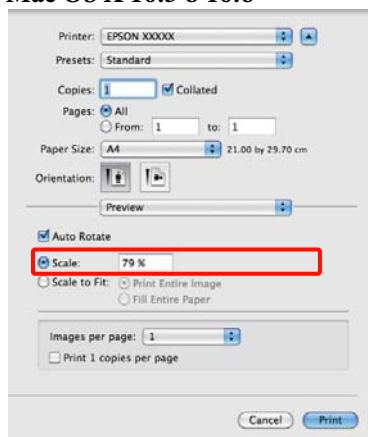 Mac OS X 10.5 o 10.6
Printer: EPSON XXXXX
Presets: Standard
Copies: 1 Collated
Pages: All
From: 1 to: 1
Paper Size: A4 21.00 by 29.70 cm
Orientation:
Preview
Auto Rotate
Scale: 79 %
Scale to Fit: Print Entire Image
Fill Entire Paper
Images per page: 1
Print 1 copies per page
Cancel Print